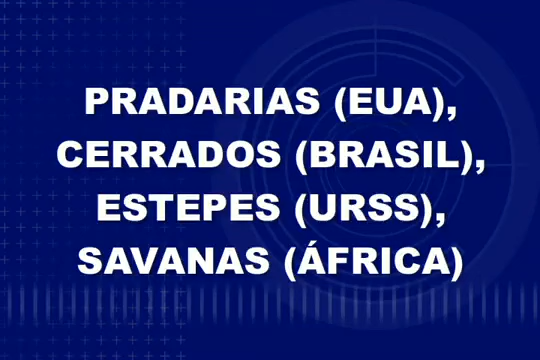 PRADARIAS (EUA),
CERRADOS (BRASIL),
ESTEPES (URSS),
SAVANAS (ÁFRICA)